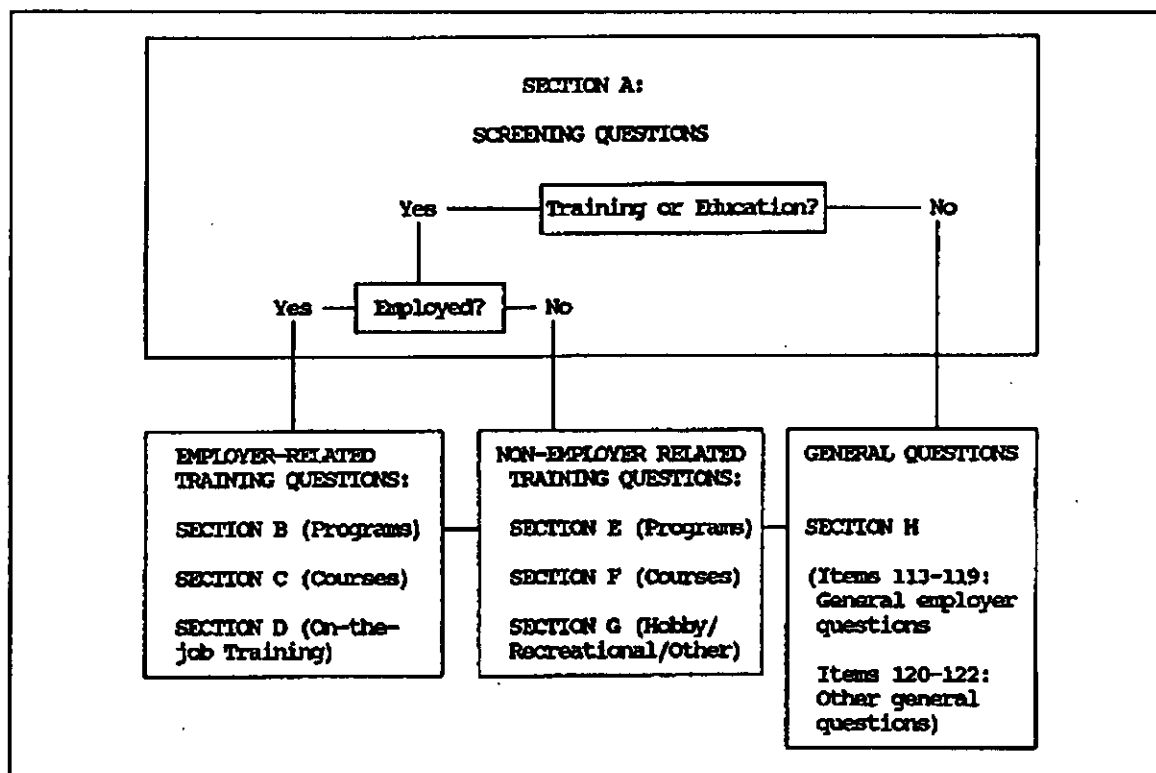 SECTION A:
SCREENING QUESTIONS
Yes
Training or Education?
No
Yes
Employed?
No
EMPLOYER-RELATED
TRAINING QUESTIONS:
SECTION B (Programs)
SECTION C (Courses)
SECTION D (On-the-
job Training)
NON-EMPLOYER RELATED
TRAINING QUESTIONS:
SECTION E (Programs)
SECTION F (Courses)
SECTION G (Hobby/
Recreational/Other)
GENERAL QUESTIONS
SECTION H
(Items 113-119:
General employer
questions
Items 120-122:
Other general
questions)